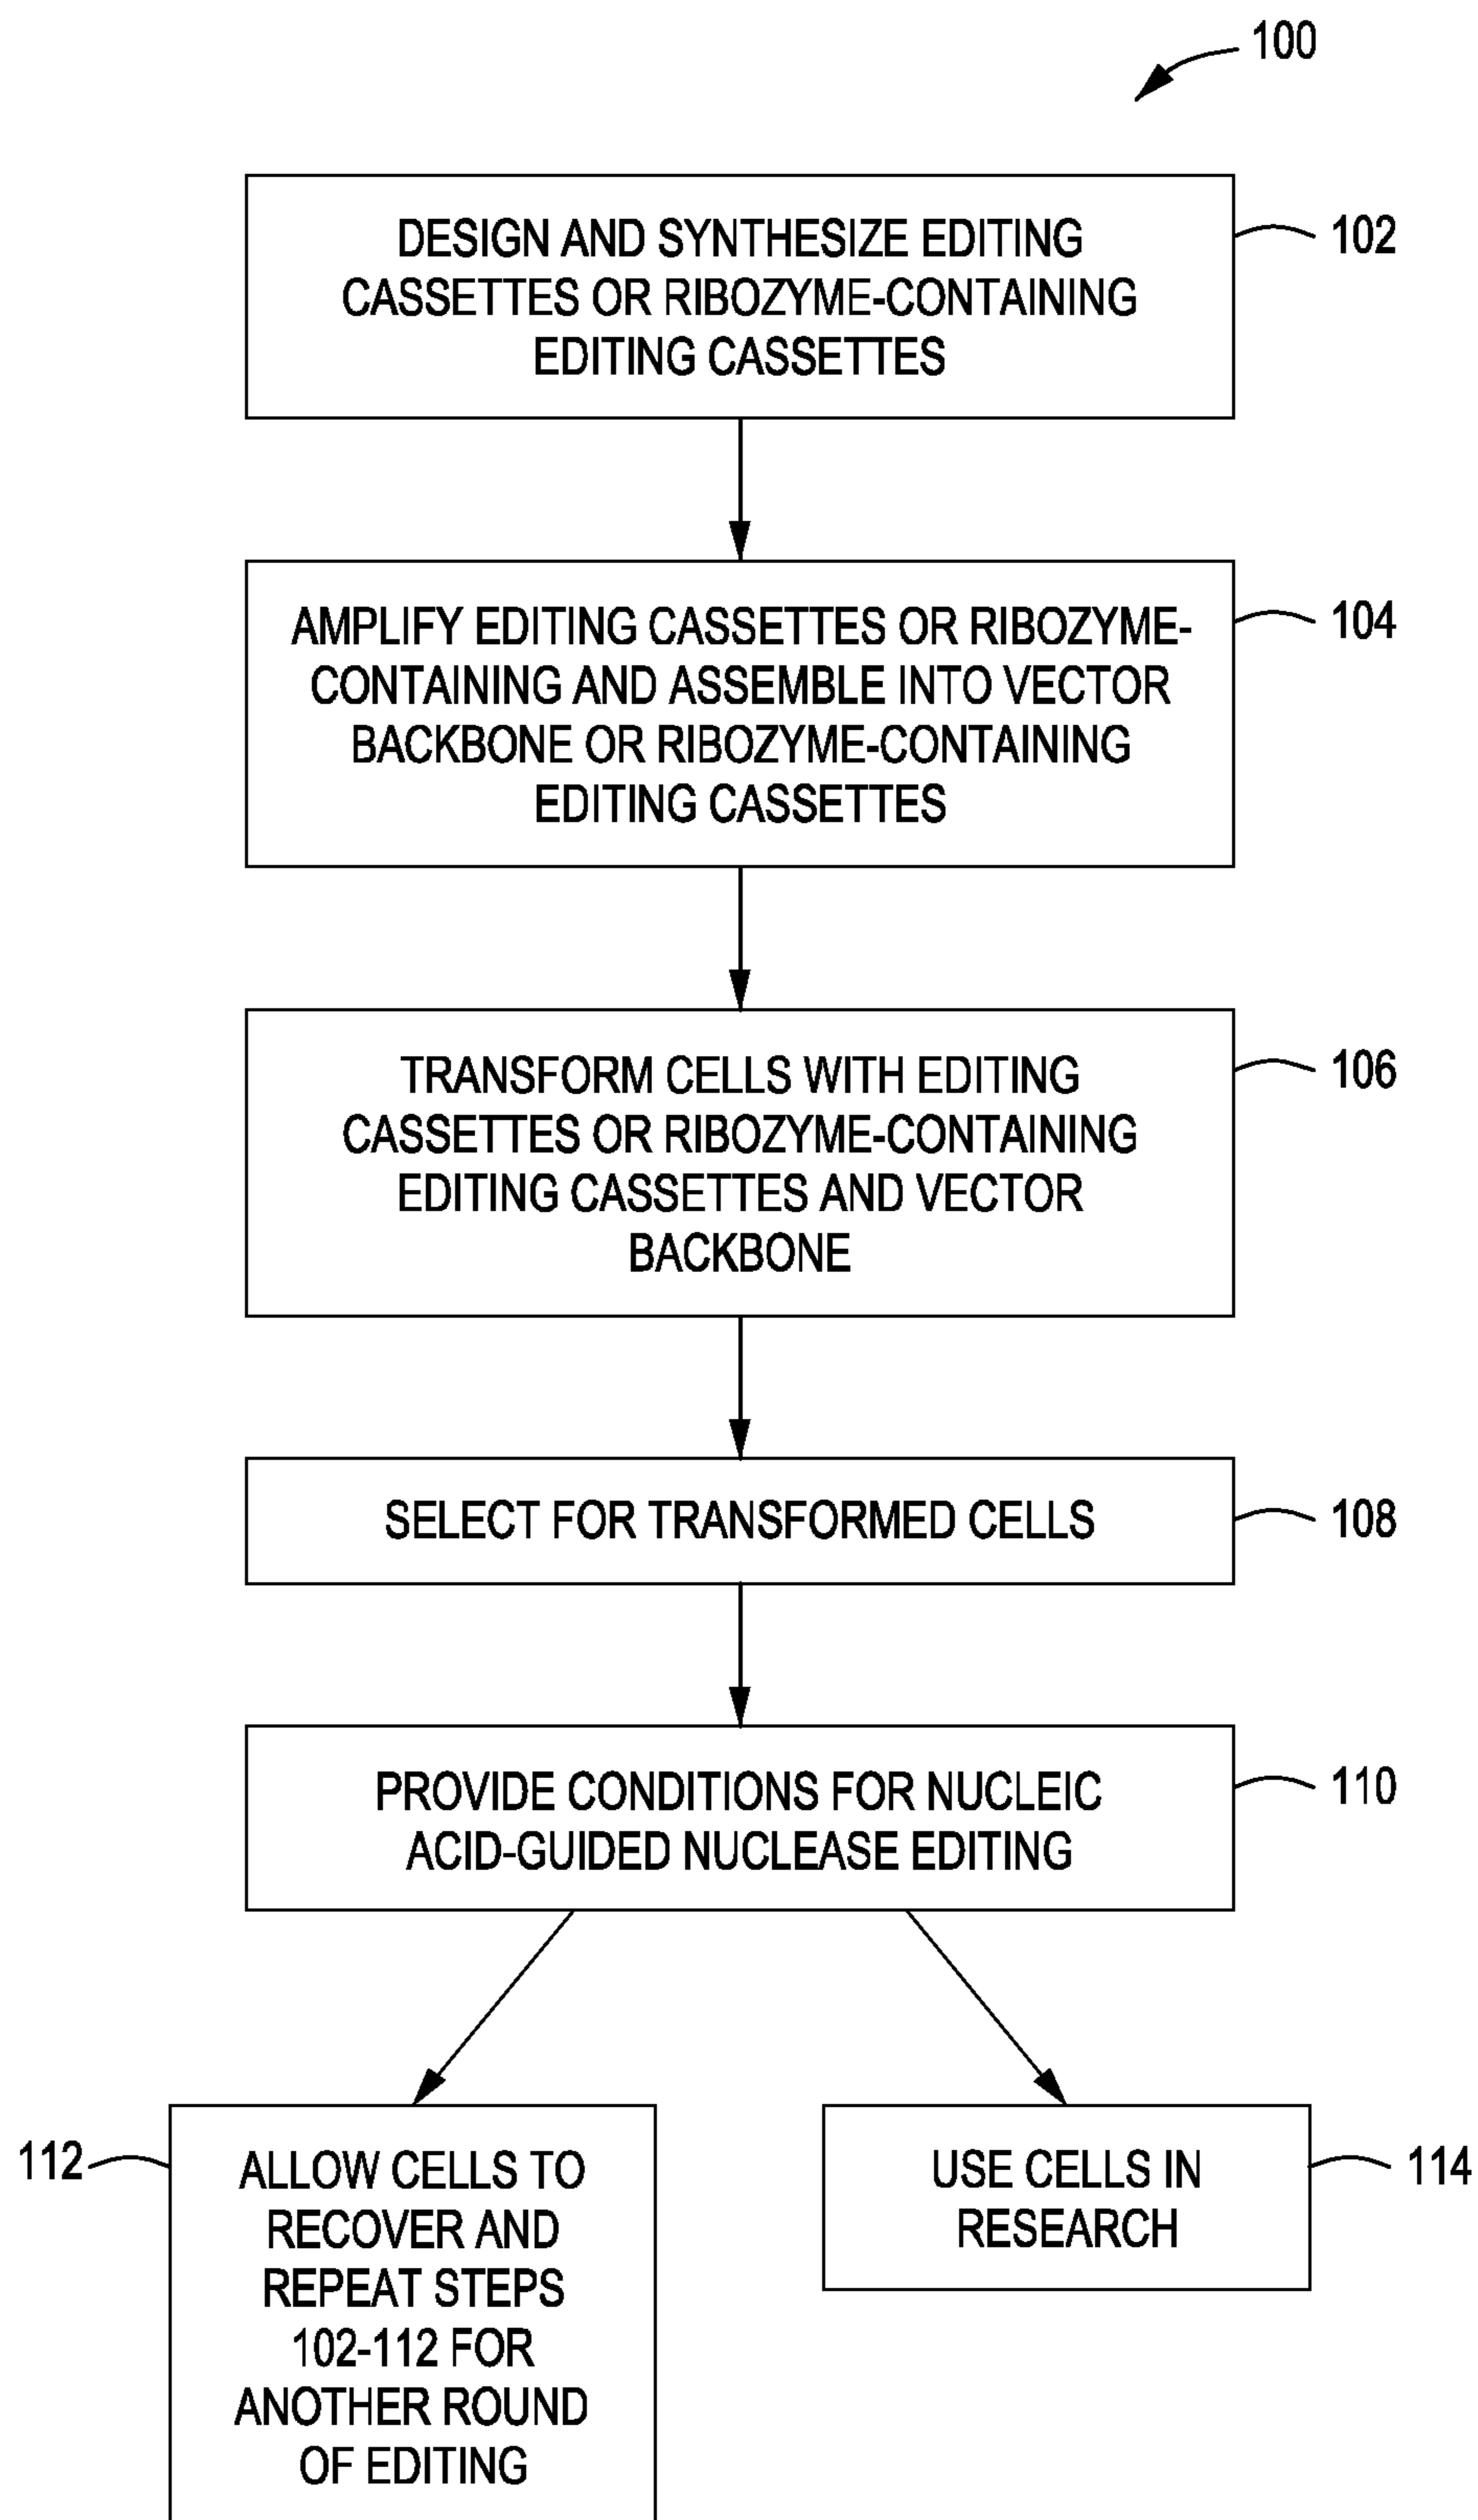 100
DESIGN AND SYNTHESIZE EDITING
CASSETTES OR RIBOZYME-CONTAINING
EDITING CASSETTES
102
AMPLIFY EDITING CASSETTES OR RIBOZYME-
CONTAINING AND ASSEMBLE INTO VECTOR
BACKBONE OR RIBOZYME-CONTAINING
EDITING CASSETTES
104
TRANSFORM CELLS WITH EDITING
CASSETTES OR RIBOZYME-CONTAINING
EDITING CASSETTES AND VECTOR
BACKBONE
106
SELECT FOR TRANSFORMED CELLS
108
PROVIDE CONDITIONS FOR NUCLEIC
ACID-GUIDED NUCLEASE EDITING
110
112
ALLOW CELLS TO
RECOVER AND
REPEAT STEPS
102-112 FOR
ANOTHER ROUND
OF EDITING
USE CELLS IN
RESEARCH
114